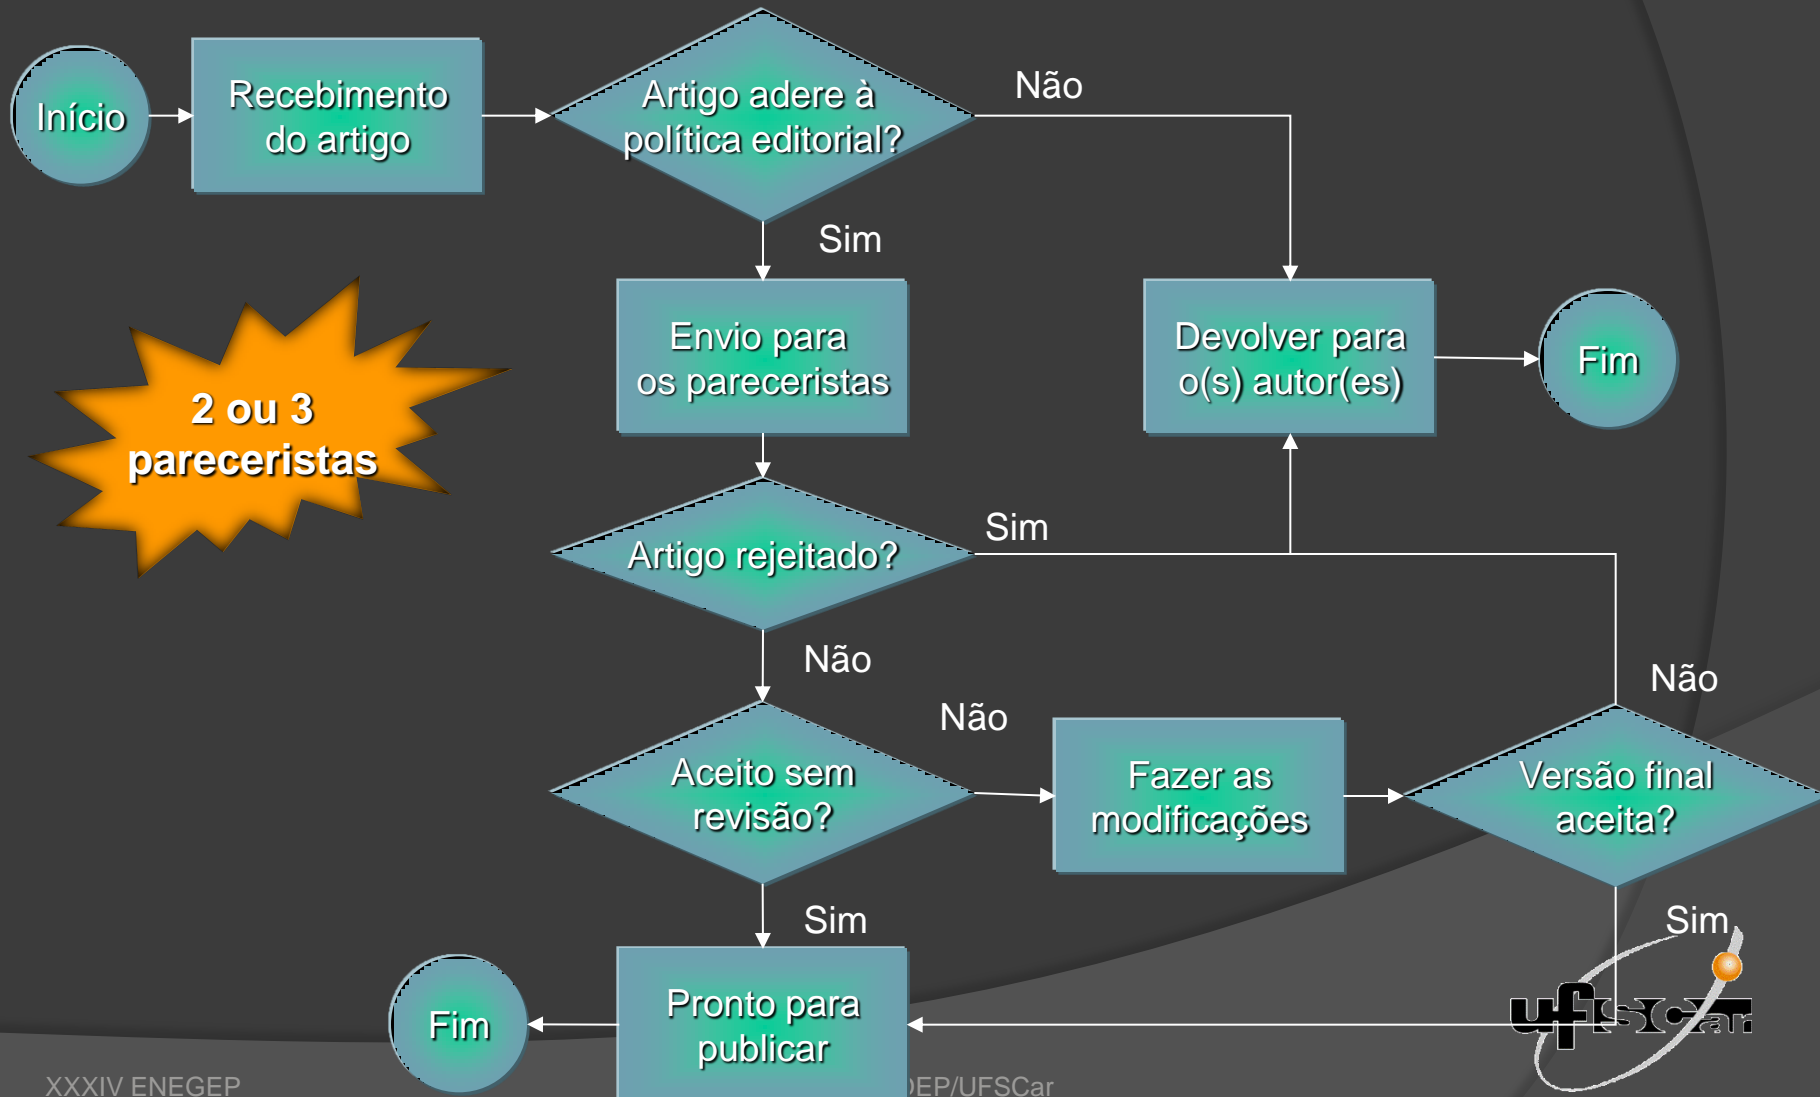 Início
Recebimento
do artigo
Artigo adere à
política editorial?
Não
Sim
2 ou 3
pareceristas
Envio para
os pareceristas
Devolver para
o(s) autor(es)
Fim
Artigo rejeitado?
Sim
Não
Aceito sem
revisão?
Não
Fazer as
modificações
Versão final
aceita?
Não
Sim
Sim
Pronto para
publicar
Fim
ufscar
XXXIV ENEGEP
EP/UFSCar